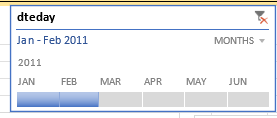 dteday
Jan - Feb 2011 MONTHS
2011
JAN FEB MAR APR MAY JUN